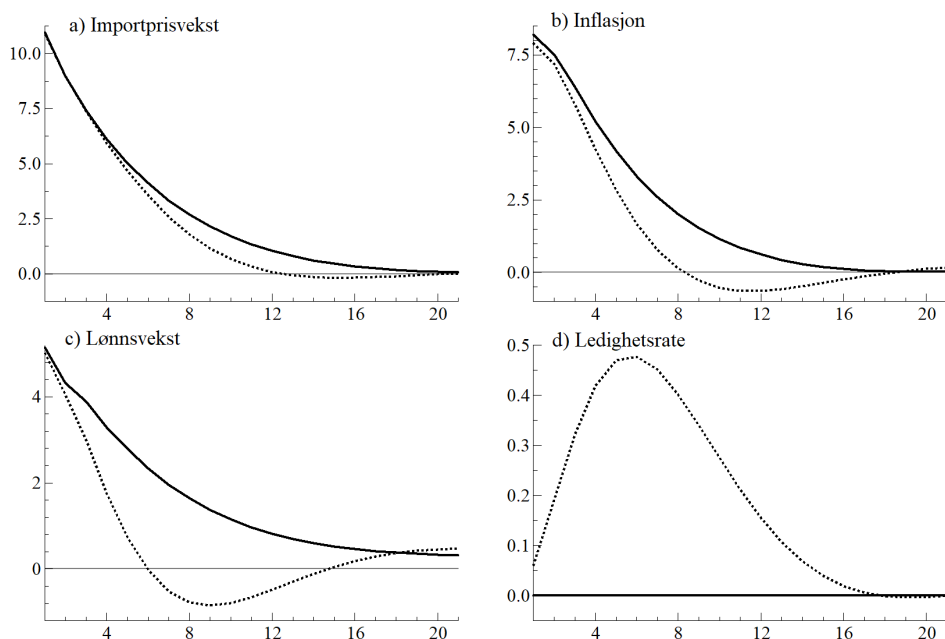 a) Importprisvekst
10.0
7.5
5.0
2.5
0.0
4 8 12 16 20
b) Inflasjon
7.5
5.0
2.5
0.0
4 8 12 16 20
c) Lønnsvekst
4
2
0
4 8 12 16 20
d) Ledighetsrate
0.5
0.4
0.3
0.2
0.1
0.0
4 8 12 16 20